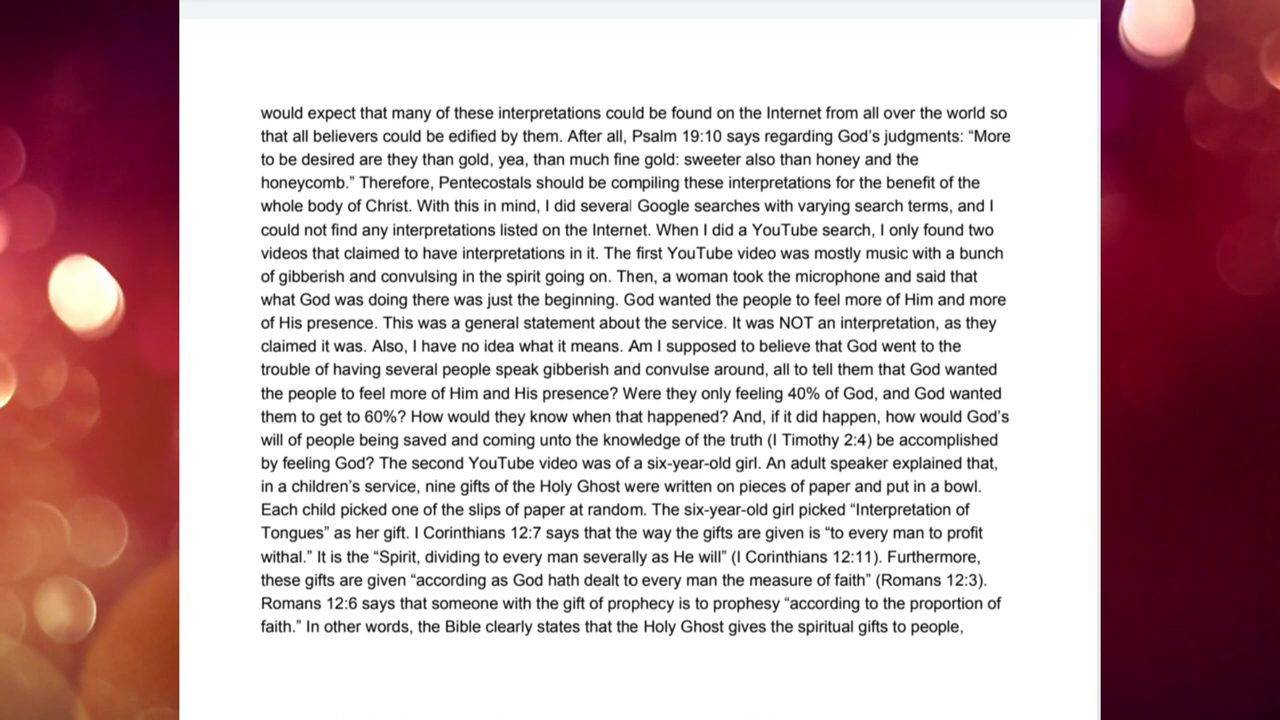 would expect that many of these interpretations could be found on the Internet from all over the world so
that all believers could be edified by them. After all, Psalm 19:10 says regarding God’s judgments: “More
to be desired are they than gold, yea, than much fine gold: sweeter also than honey and the
honeycomb.” Therefore, Pentecostals should be compiling these interpretations for the benefit of the
whole body of Christ. With this in mind, I did several Google searches with varying search terms, and I
could not find any interpretations listed on the Internet. When I did a YouTube search, I only found two
videos that claimed to have interpretations in it. The first YouTube video was mostly music with a bunch
of gibberish and convulsing in the spirit going on. Then, a woman took the microphone and said that
what God was doing there was just the beginning. God wanted the people to feel more of Him and more
of His presence. This was a general statement about the service. It was NOT an interpretation, as they
claimed it was. Also, I have no idea what it means. Am I supposed to believe that God went to the
trouble of having several people speak gibberish and convulse around, all to tell them that God wanted
the people to feel more of Him and His presence? Were they only feeling 40% of God, and God wanted
them to get to 60%? How would they know when that happened? And, if it did happen, how would God’s
will of people being saved and coming unto the knowledge of the truth (I Timothy 2:4) be accomplished
by feeling God? The second YouTube video was of a six-year-old girl. An adult speaker explained that,
in a children’s service, nine gifts of the Holy Ghost were written on pieces of paper and put in a bowl.
Each child picked one of the slips of paper at random. The six-year-old girl picked “Interpretation of
Tongues” as her gift. I Corinthians 12:7 says that the way the gifts are given is “to every man to profit
withal.” It is the “Spirit, dividing to every man severally as He will” (I Corinthians 12:11). Furthermore,
these gifts are given “according as God hath dealt to every man the measure of faith” (Romans 12:3).
Romans 12:6 says that someone with the gift of prophecy is to prophesy “according to the proportion of
faith.” In other words, the Bible clearly states that the Holy Ghost gives the spiritual gifts to people,